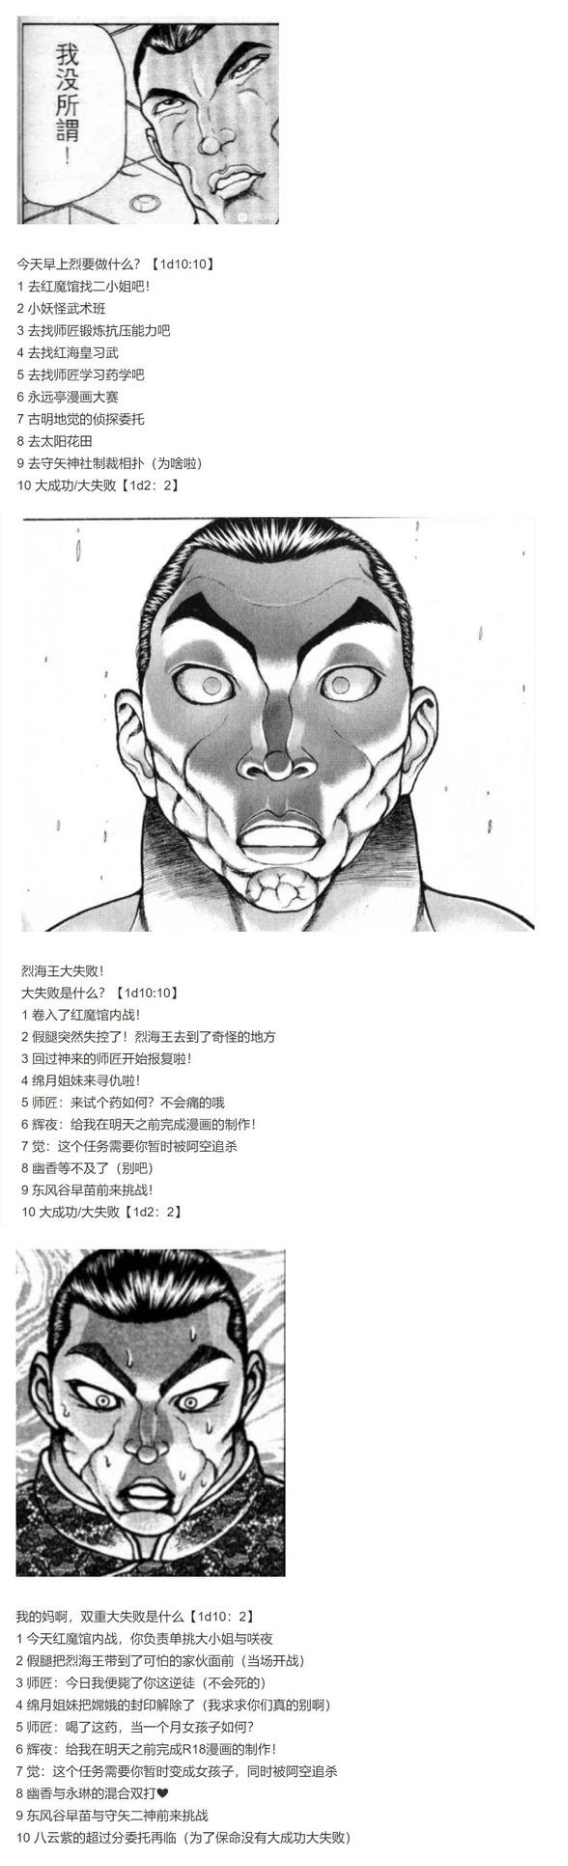 我没所謂！
今天早上烈要做什么？【1d10:10】
1 去红魔馆找二小姐吧！
2 小妖怪武术班
3 去找师匠锻炼抗压能力吧
4 去找红海皇习武
5 去找师匠学习药学吧
6 永远亭漫画大赛
7 古明地觉的侦探委托
8 去太阳花田
9 去守矢神社制裁相扑（为啥啦）
10 大成功/大失败【1d2：2】
烈海王大失败！
大失败是什么？【1d10:10】
1 卷入了红魔馆内战！
2 假腿突然失控了！烈海王去到了奇怪的地方
3 回过神来的师匠开始报复啦！
4 绵月姐妹来寻仇啦！
5 师匠：来试个药如何？不会痛的哦
6 辉夜：给我在明天之前完成漫画的制作！
7 觉：这个任务需要你暂时被阿空追杀
8 幽香等不及了（别吧）
9 东风谷早苗前来挑战！
10 大成功/大失败【1d2：2】
我的妈啊，双重大失败是什么【1d10：2】
1 今天红魔馆内战，你负责单挑大小姐与咲夜
2 假腿把烈海王带到了可怕的家伙面前（当场开战）
3 师匠：今日我便毙了你这逆徒（不会死的）
4 绵月姐妹把嫦娥的封印解除了（我求求你们真的别啊）
5 师匠：喝了这药，当一个月女孩子如何？
6 辉夜：给我在明天之前完成R18漫画的制作！
7 觉：这个任务需要你暂时变成女孩子，同时被阿空追杀
8 幽香与永琳的混合双打❤
9 东风谷早苗与守矢二神前来挑战
10 八云紫的超过分委托再临（为了保命没有大成功大失败）